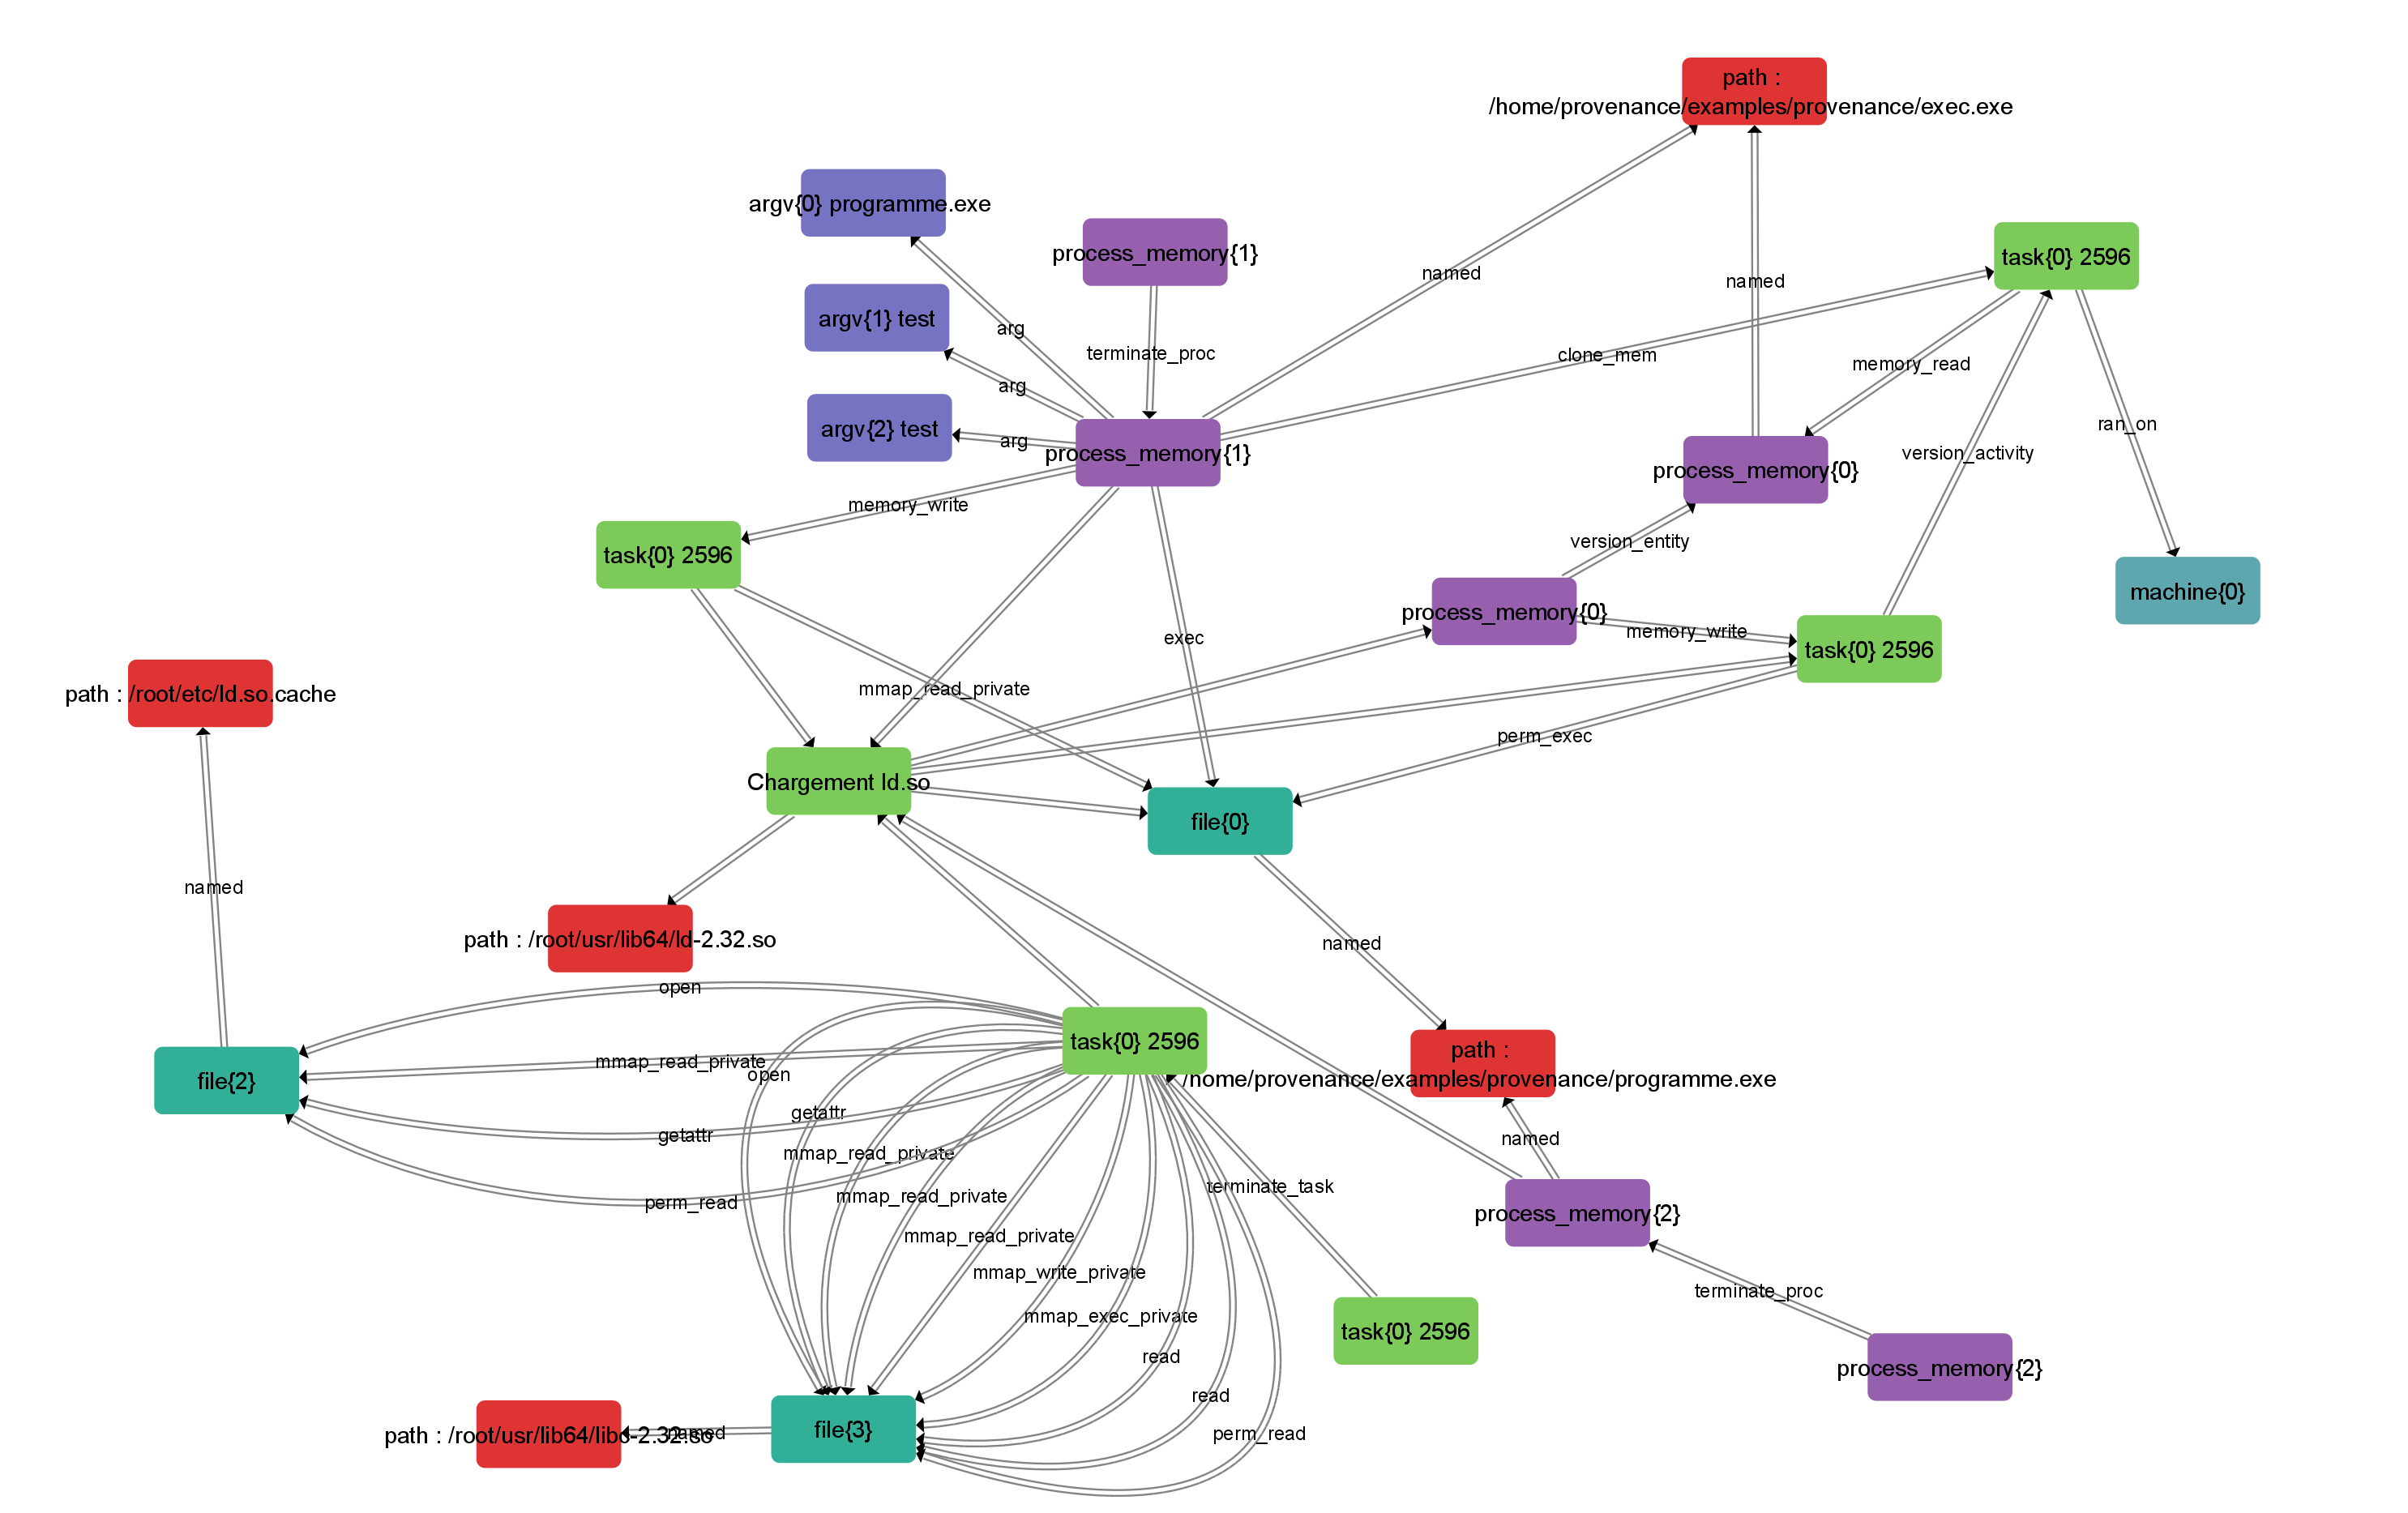 path :
/home/provenance/examples/provenance/exec.exe
argv{0} programme.exe
process_memory{1}
task{0} 2596
named
named
argv{1} test
arg
terminate_proc
clone_mem
memory_read
arg
argv{2} test
arg
process_memory{1}
ran_on
version_activity
process_memory{0}
memory_write
version_entity
task{0} 2596
machine{0}
process_memory{0}
memory_write
exec
task{0} 2596
path : /root/etc/ld.so.cache
mmap_read_private
perm_exec
Chargement ld.so
file{0}
named
path : /root/usr/lib64/ld-2.32.so
named
open
task{0} 2596
path :
/home/provenance/examples/provenance/programme.exe
mmap_read_private
open
file{2}
getattr
getattr
named
mmap_read_private
terminate_task
mmap_read_private
perm_read
process_memory{2}
mmap_read_private
mmap_write_private
terminate_proc
mmap_exec_private
task{0} 2596
read
process_memory{2}
read
file{3}
named
path : /root/usr/lib64/libc-2.32.so
perm_read